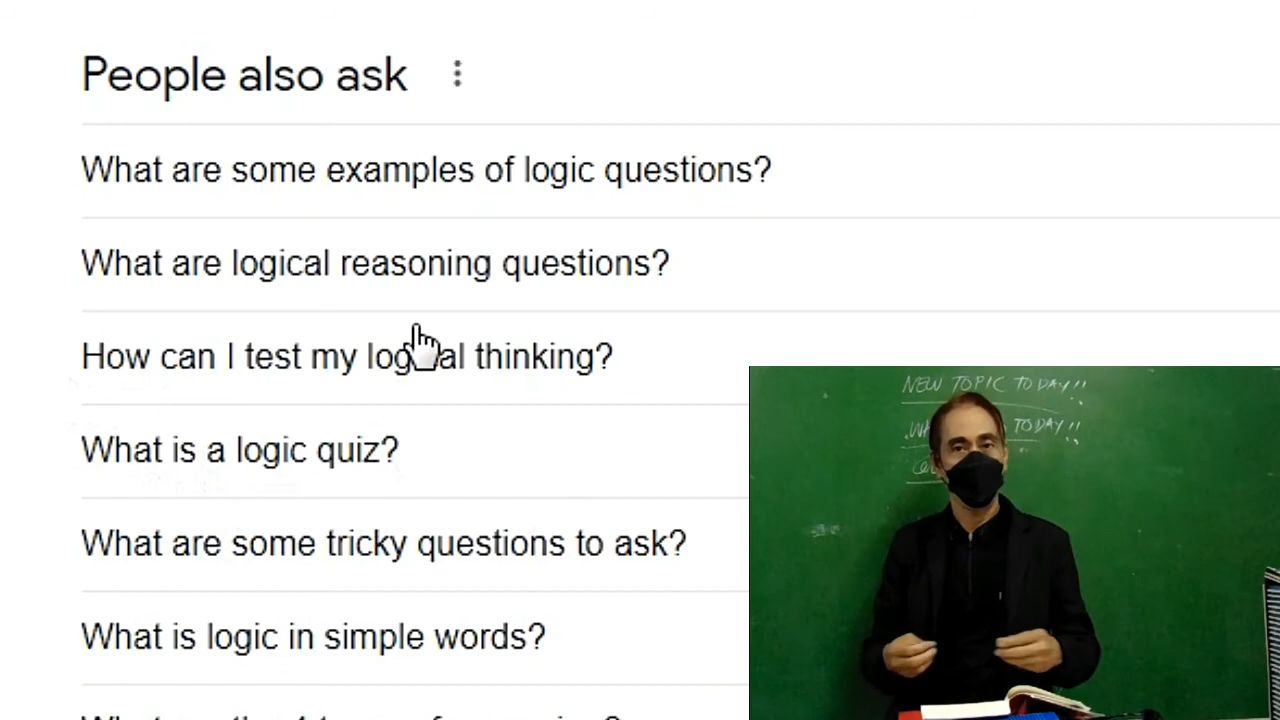 People also ask
What are some examples of logic questions?
What are logical reasoning questions?
How can I test my logical thinking?
What is a logic quiz?
What are some tricky questions to ask?
What is logic in simple words?
NEW TOPIC TODAY!!
TODAY!!